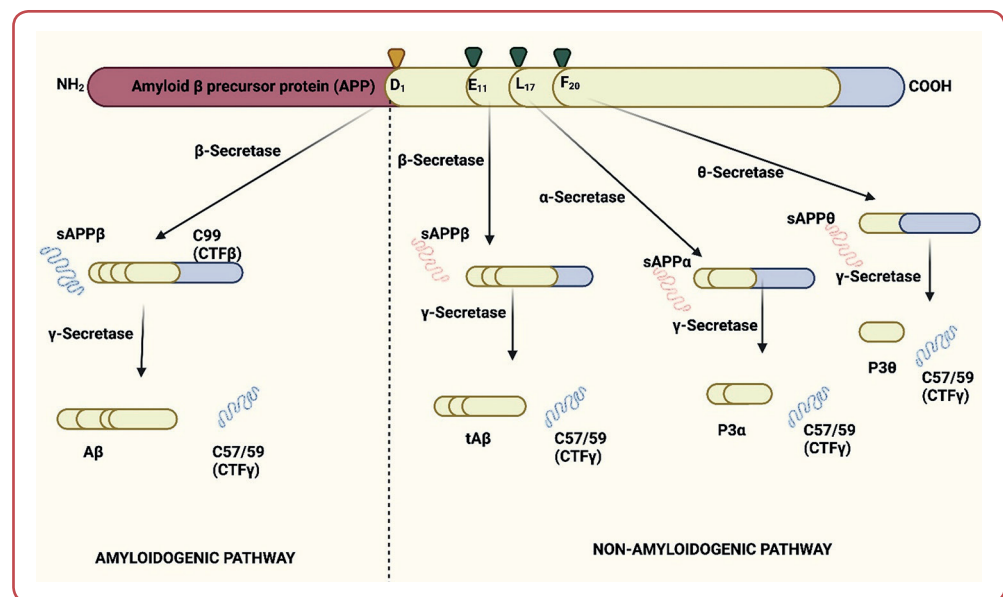 NH₂
Amyloid β precursor protein (APP)
D₁
E₁₁
L₁₇
F₂₀
COOH
β-Secretase
sAPPβ
C99
(CTFβ)
γ-Secretase
Aβ
C57/59
(CTFγ)
AMYLOIDOGENIC PATHWAY
β-Secretase
sAPPβ
γ-Secretase
tAβ
C57/59
(CTFγ)
α-Secretase
sAPPα
γ-Secretase
P3α
C57/59
(CTFγ)
θ-Secretase
sAPPθ
γ-Secretase
P3θ
C57/59
(CTFγ)
NON-AMYLOIDOGENIC PATHWAY